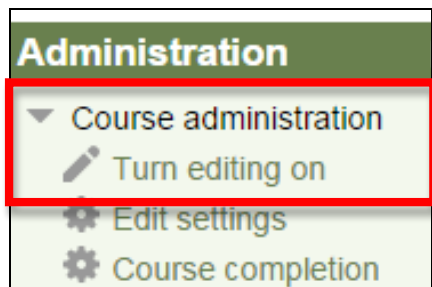 Administration
Course administration
Turn editing on
Edit settings
Course completion